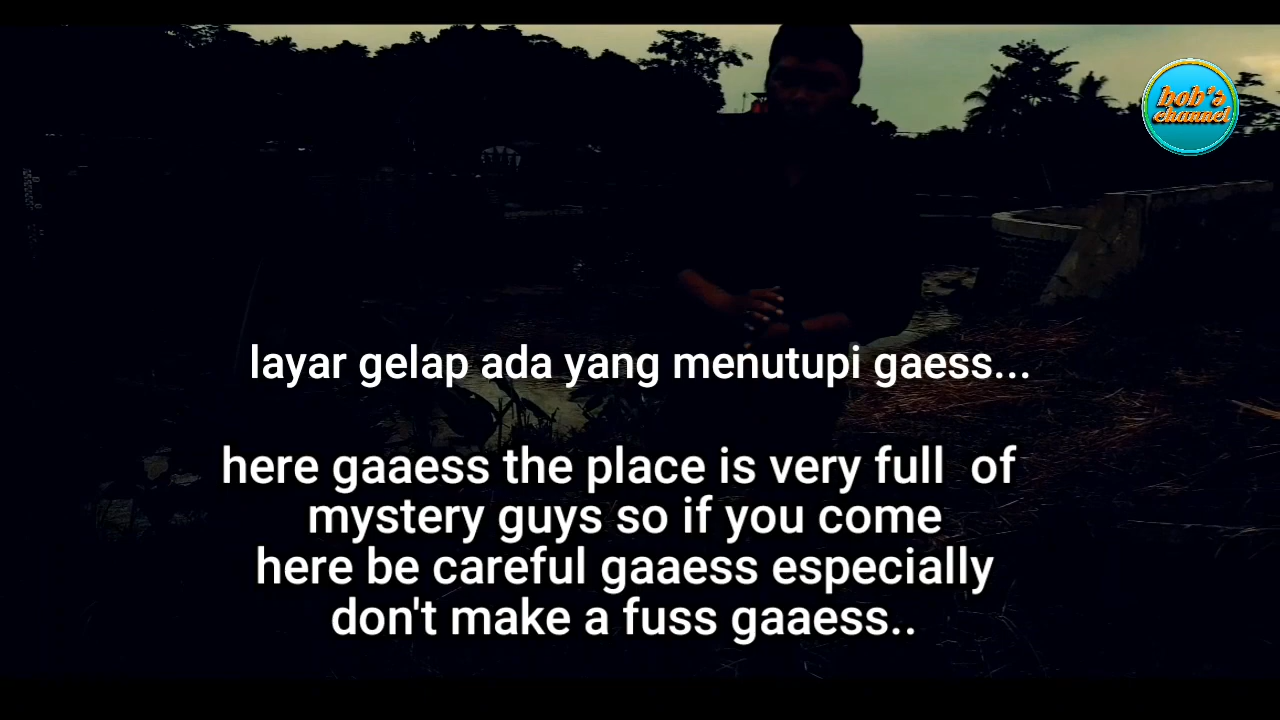 bob's
channel
layar gelap ada yang menutupi gaess...
here gaaess the place is very full  of
mystery guys so if you come
here be careful gaaess especially
don't make a fuss gaaess..